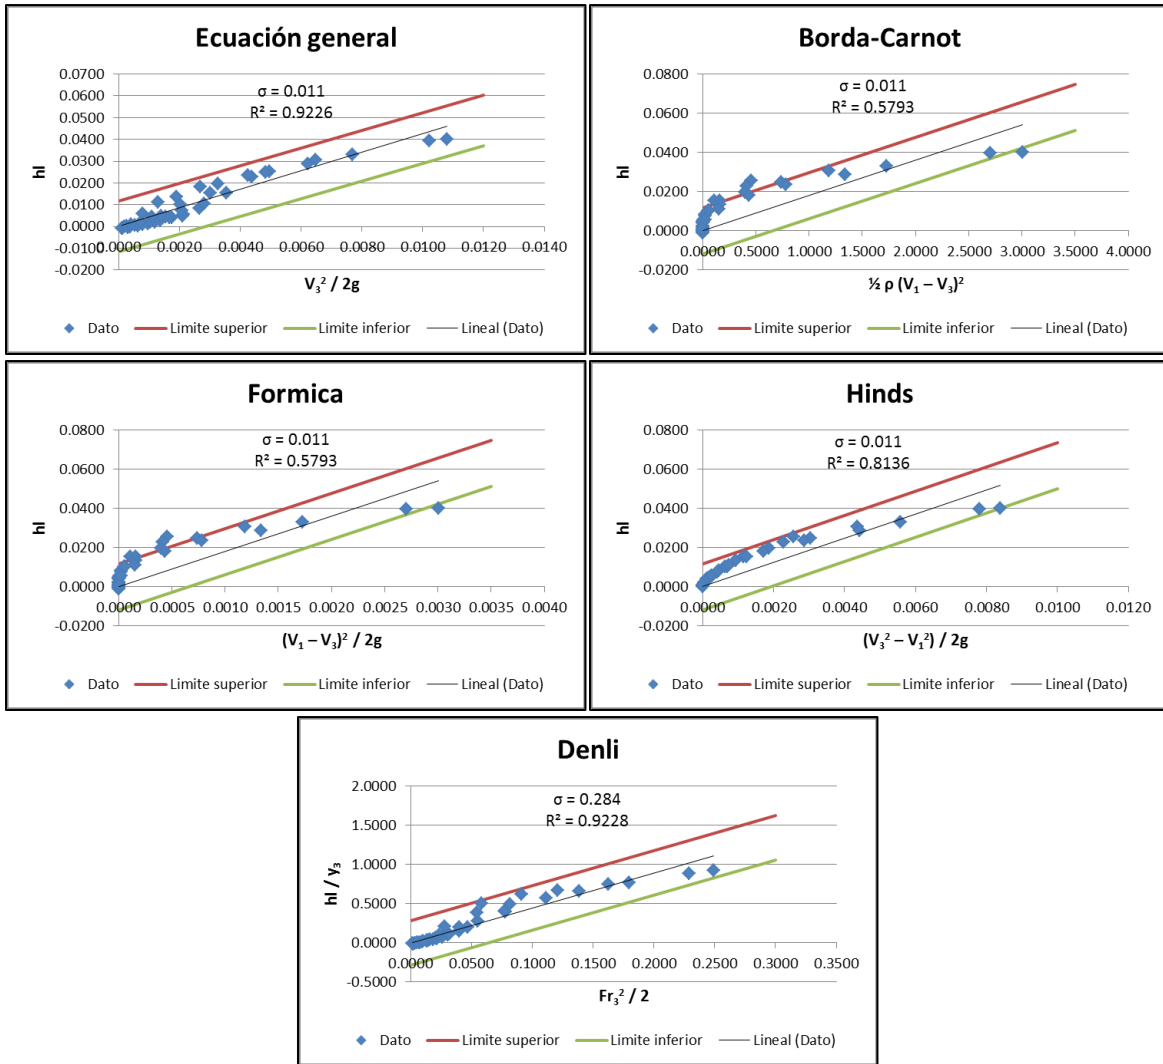 Ecuación general
σ = 0.011
R² = 0.9226
hl
0.0700
0.0600
0.0500
0.0400
0.0300
0.0200
0.0100
0.0000
-0.0100
-0.0200
0.0000 0.0020 0.0040 0.0060 0.0080 0.0100 0.0120 0.0140
V₃² / 2g
Dato Limite superior Limite inferior Lineal (Dato)
Borda-Carnot
σ = 0.011
R² = 0.5793
hl
0.0800
0.0600
0.0400
0.0200
0.0000
-0.0200
0.0000 0.5000 1.0000 1.5000 2.0000 2.5000 3.0000 3.5000 4.0000
½ ρ (V₁ – V₃)²
Dato Limite superior Limite inferior Lineal (Dato)
Formica
σ = 0.011
R² = 0.5793
hl
0.0800
0.0600
0.0400
0.0200
0.0000
-0.0200
0.0000 0.0005 0.0010 0.0015 0.0020 0.0025 0.0030 0.0035 0.0040
(V₁ – V₃)² / 2g
Dato Limite superior Limite inferior Lineal (Dato)
Hinds
σ = 0.011
R² = 0.8136
hl
0.0800
0.0600
0.0400
0.0200
0.0000
-0.0200
0.0000 0.0020 0.0040 0.0060 0.0080 0.0100 0.0120
(V₃² – V₁²) / 2g
Dato Limite superior Limite inferior Lineal (Dato)
Denli
σ = 0.284
R² = 0.9228
hl / y₃
2.0000
1.5000
1.0000
0.5000
0.0000
-0.5000
0.0000 0.0500 0.1000 0.1500 0.2000 0.2500 0.3000 0.3500
Fr₃² / 2
Dato Limite superior Limite inferior Lineal (Dato)